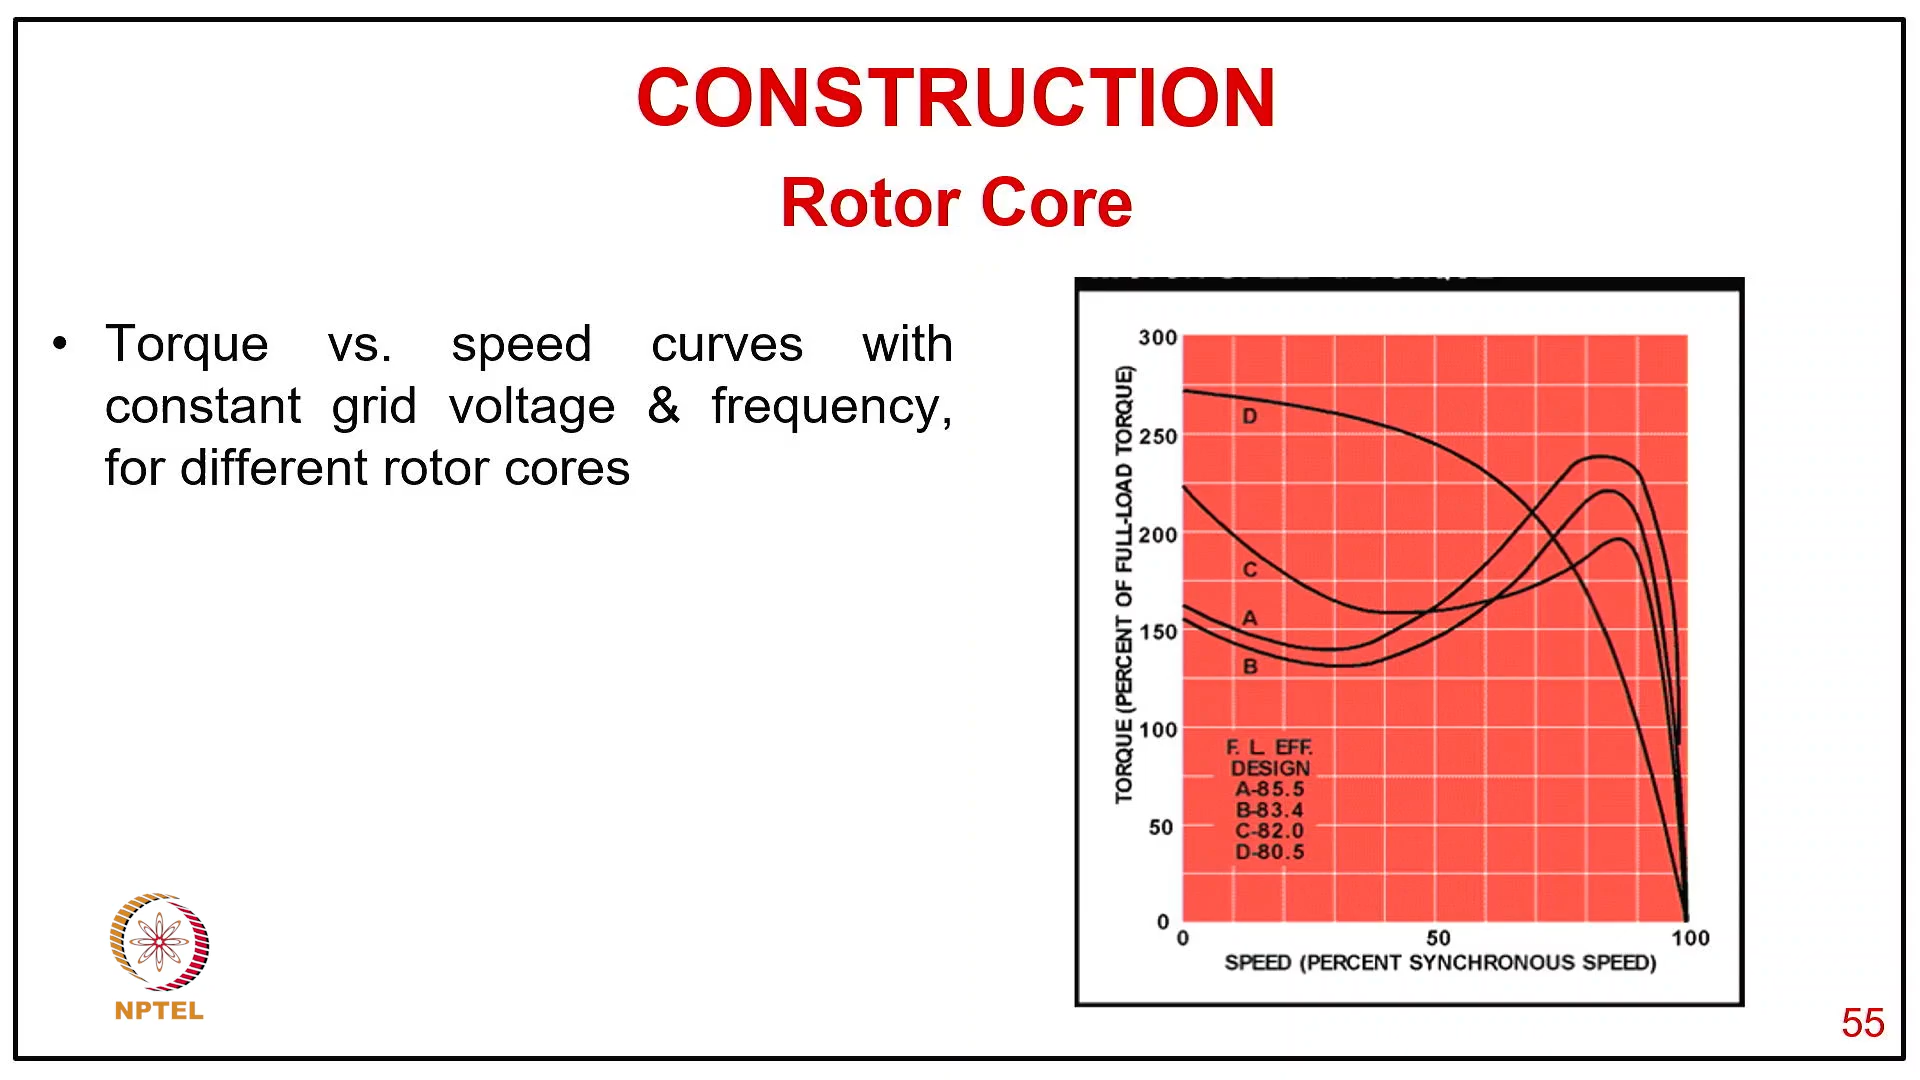 CONSTRUCTION
Rotor Core
• Torque vs. speed curves with
constant grid voltage & frequency,
for different rotor cores
300
250
200
150
100
50
0
TORQUE (PERCENT OF FULL-LOAD TORQUE)
D
C
A
B
F. L. EFF.
DESIGN
A-85.5
B-83.4
C-82.0
D-80.5
0 50 100
SPEED (PERCENT SYNCHRONOUS SPEED)
NPTEL
55